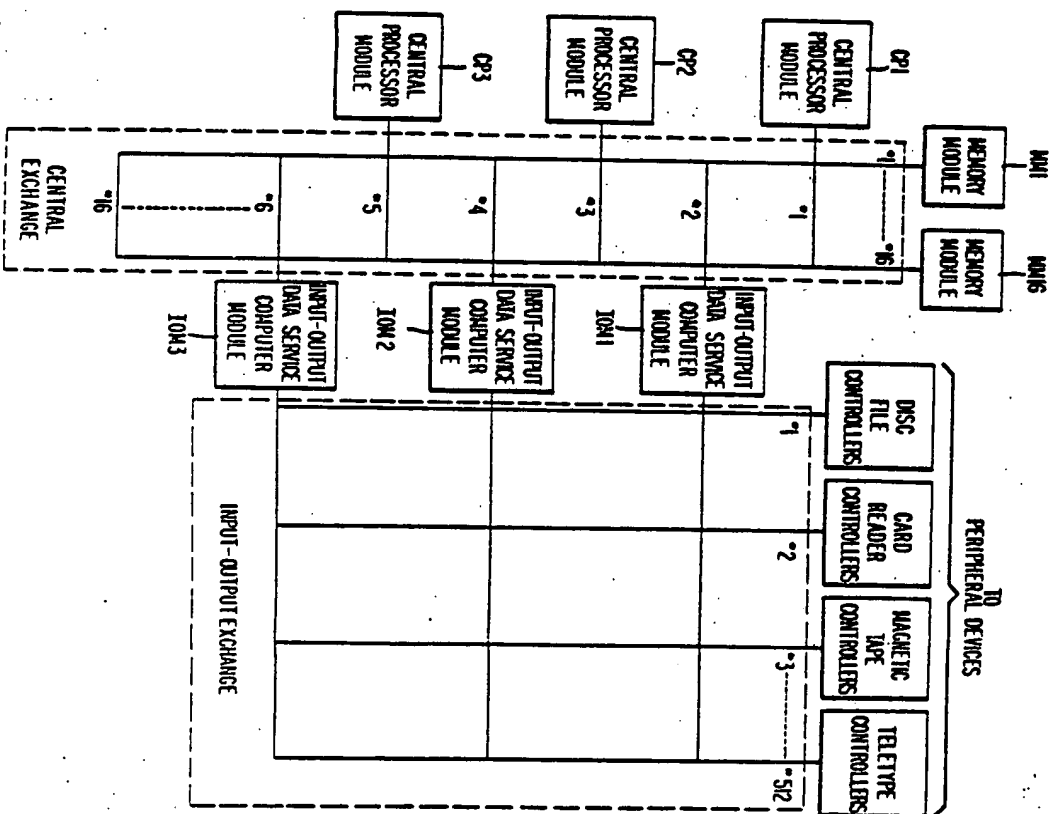 MM1
MM16
TO
PERIPHERAL DEVICES
MEMORY
MODULE
MEMORY
MODULE
DISC
FILE
CONTROLLERS
CARD
READER
CONTROLLERS
MAGNETIC
TAPE
CONTROLLERS
TELETYPE
CONTROLLERS
CP1
CENTRAL
PROCESSOR
MODULE
#1
#16
#1
#2
#3
#512
#1
INPUT-OUTPUT
DATA SERVICE
COMPUTER
MODULE
IOM1
#2
CP2
CENTRAL
PROCESSOR
MODULE
#3
INPUT-OUTPUT
DATA SERVICE
COMPUTER
MODULE
IOM2
#4
CP3
CENTRAL
PROCESSOR
MODULE
#5
INPUT-OUTPUT
DATA SERVICE
COMPUTER
MODULE
IOM3
#6
INPUT-OUTPUT EXCHANGE
#16
CENTRAL
EXCHANGE